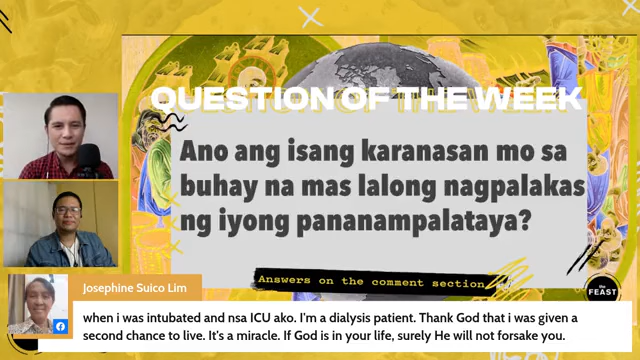 QUESTION OF THE WEEK
Ano ang isang karanasan mo sa
buhay na mas lalong nagpalakas
ng iyong pananampalataya?
Answers on the comment section
the
FEAST
Josephine Suico Lim
when i was intubated and nsa ICU ako. I'm a dialysis patient. Thank God that i was given a
second chance to live. It's a miracle. If God is in your life, surely He will not forsake you.